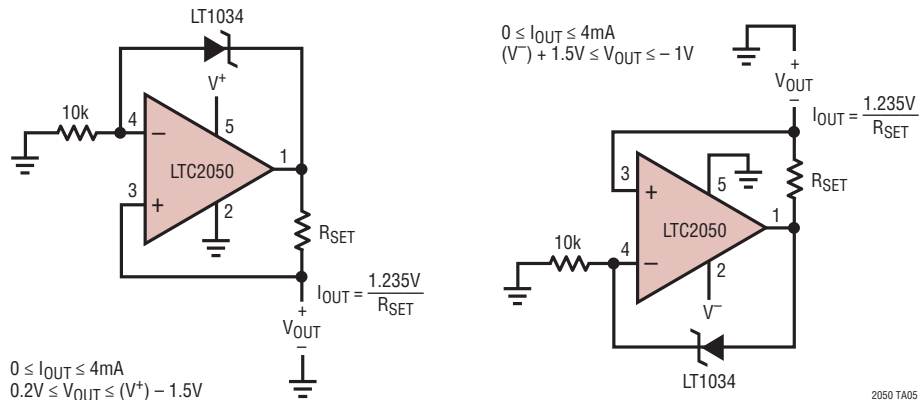 LT1034
V+
10k
4
–
5
1
LTC2050
3
+
2
RSET
IOUT = 1.235V
RSET
+
VOUT
–
0 ≤ IOUT ≤ 4mA
0.2V ≤ VOUT ≤ (V+) – 1.5V
0 ≤ IOUT ≤ 4mA
(V–) + 1.5V ≤ VOUT ≤ – 1V
+
VOUT
–
IOUT = 1.235V
RSET
3
+
5
RSET
1
LTC2050
10k
4
–
2
V–
LT1034
2050 TA05